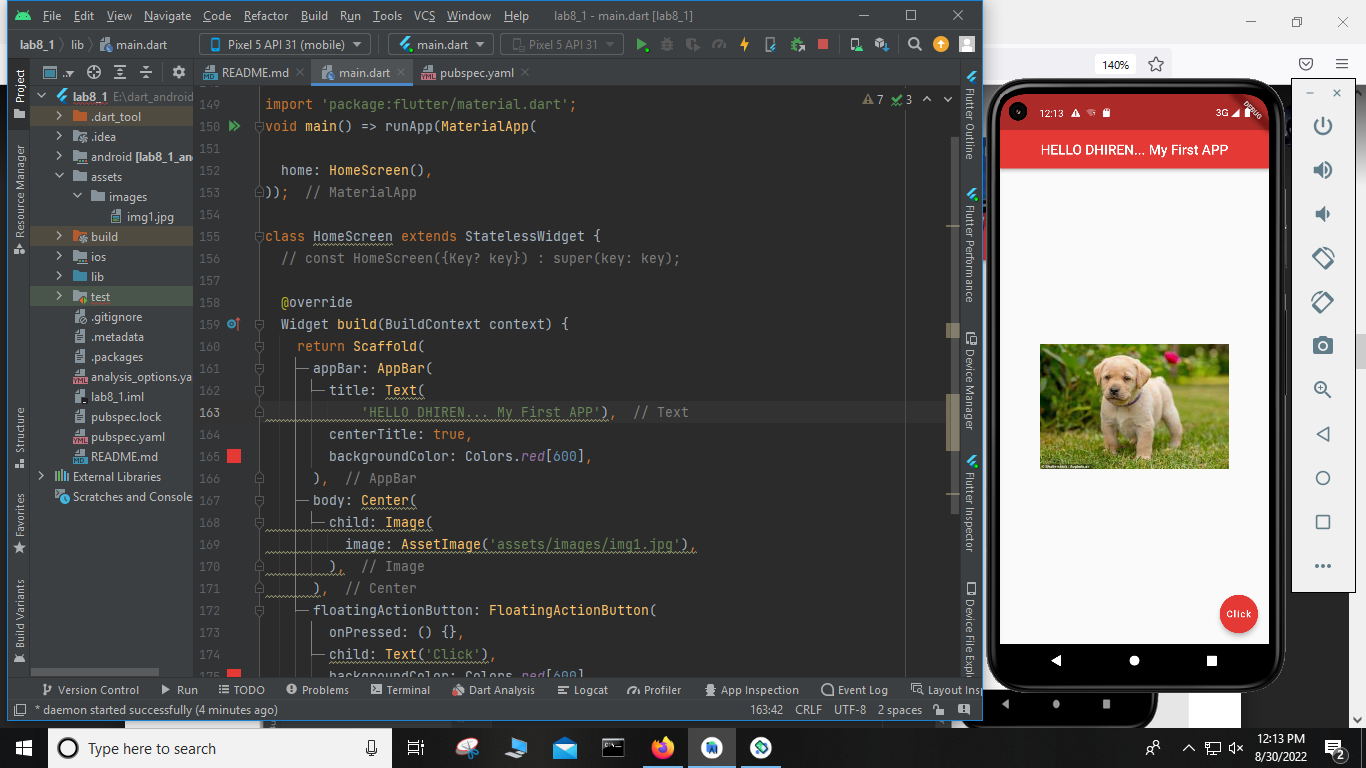 File Edit View Navigate Code Refactor Build Run Tools VCS Window Help lab8_1 - main.dart [lab8_1]
lab8_1 lib main.dart Pixel 5 API 31 (mobile) main.dart Pixel 5 API 31
README.md main.dart pubspec.yaml
Project
Resource Manager
Structure
Favorites
Build Variants
lab8_1 E:\dart_android
.dart_tool
.idea
android [lab8_1_an
assets
images
img1.jpg
build
ios
lib
test
.gitignore
.metadata
.packages
analysis_options.ya
lab8_1.iml
pubspec.lock
pubspec.yaml
README.md
External Libraries
Scratches and Console
7 3
149 import 'package:flutter/material.dart';
150 void main() => runApp(MaterialApp(
151
152 home: HomeScreen(),
153 )); // MaterialApp
154
155 class HomeScreen extends StatelessWidget {
156 // const HomeScreen({Key? key}) : super(key: key);
157
158 @override
159 Widget build(BuildContext context) {
160 return Scaffold(
161 appBar: AppBar(
162 title: Text(
163 'HELLO DHIREN... My First APP'), // Text
164 centerTitle: true,
165 backgroundColor: Colors.red[600],
166 ), // AppBar
167 body: Center(
168 child: Image(
169 image: AssetImage('assets/images/img1.jpg'),
170 ), // Image
171 ), // Center
172 floatingActionButton: FloatingActionButton(
173 onPressed: () {},
174 child: Text('Click'),
175 backgroundColor: Colors.red[600]
Flutter Outline
Flutter Performance
Device Manager
Flutter Inspector
Device File Expl
Version Control Run TODO Problems Terminal Dart Analysis Logcat Profiler App Inspection Event Log Layout Insp
* daemon started successfully (4 minutes ago) 163:42 CRLF UTF-8 2 spaces
140%
12:13 3G
DEBUG
HELLO DHIREN... My First APP
Click
Type here to search
12:13 PM
8/30/2022
2